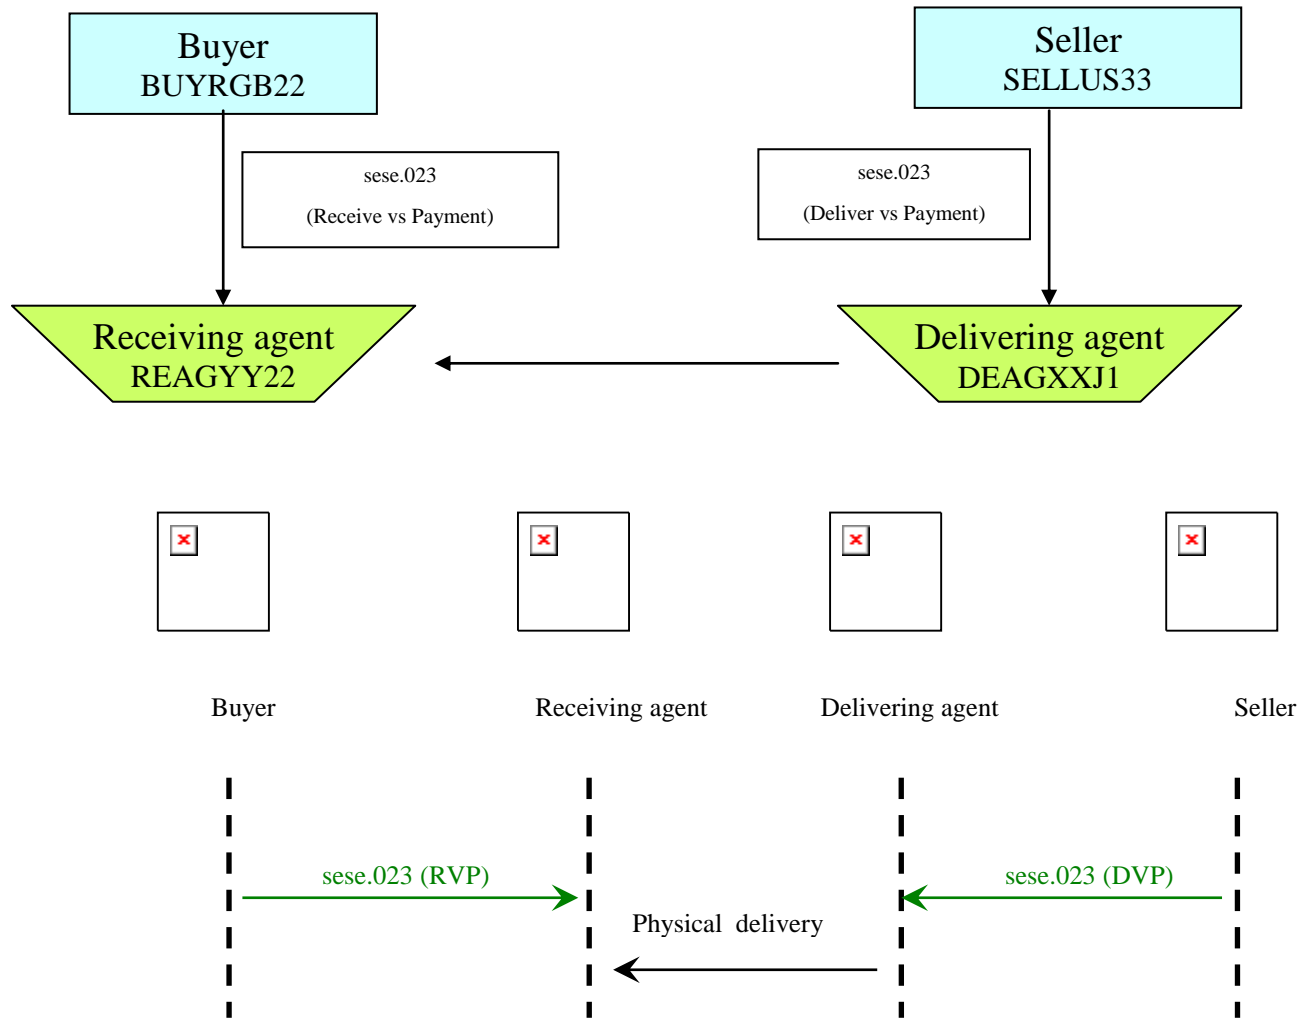 Buyer
BUYRGB22
Seller
SELLUS33
sese.023
(Receive vs Payment)
sese.023
(Deliver vs Payment)
Receiving agent
REAGYY22
Delivering agent
DEAGXXJ1
Buyer
Receiving agent
Delivering agent
Seller
sese.023 (RVP)
sese.023 (DVP)
Physical delivery